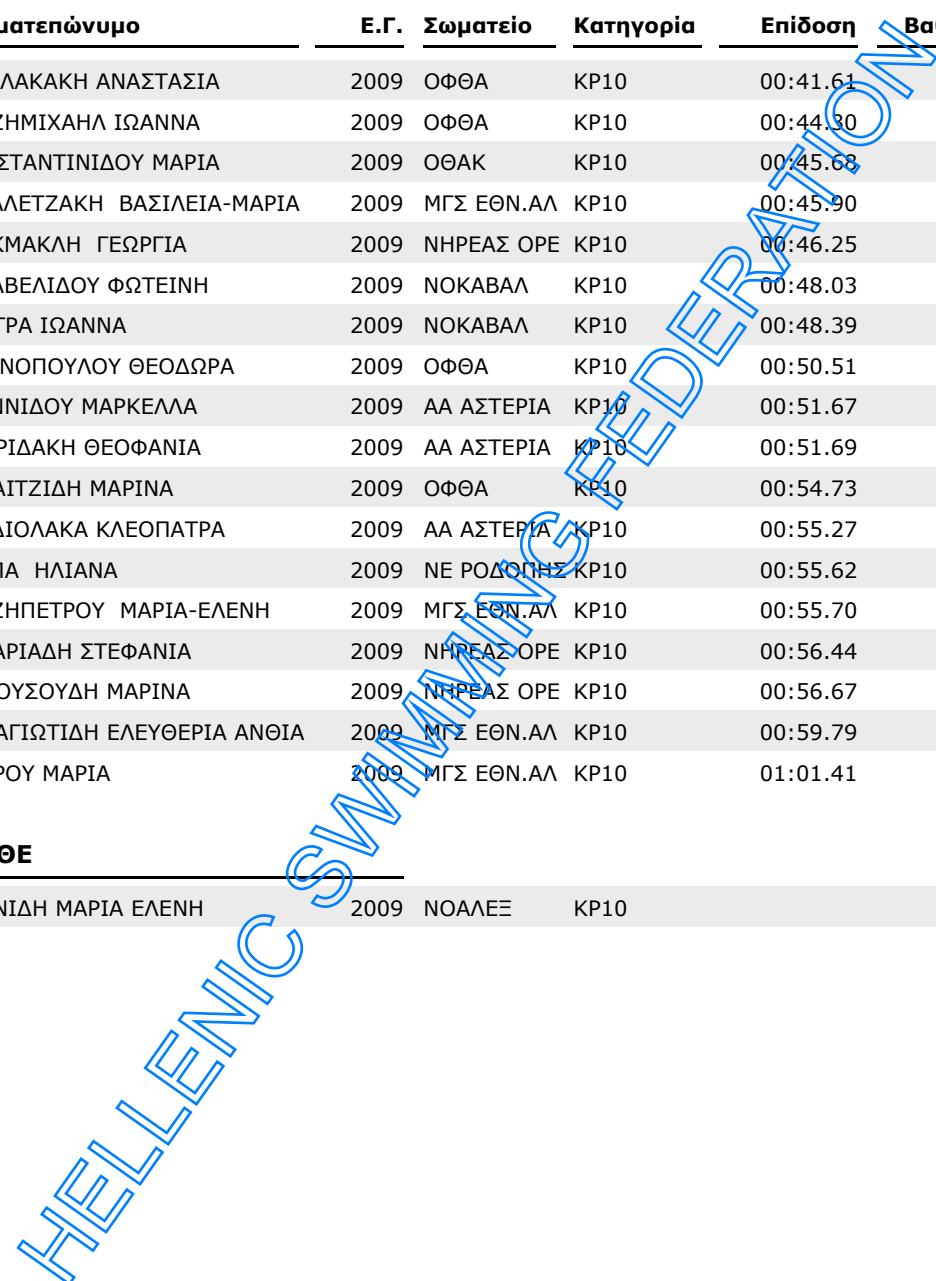 ματεπώνυμο Ε.Γ. Σωματείο Κατηγορία Επίδοση Βα
ΛΑΚΑΚΗ ΑΝΑΣΤΑΣΙΑ 2009 ΟΦΘΑ ΚΡ10 00:41.61
ΖΗΜΙΧΑΗΛ ΙΩΑΝΝΑ 2009 ΟΦΘΑ ΚΡ10 00:44.30
ΣΤΑΝΤΙΝΙΔΟΥ ΜΑΡΙΑ 2009 ΟΘΑΚ ΚΡ10 00:45.68
ΑΛΕΤΖΑΚΗ ΒΑΣΙΛΕΙΑ-ΜΑΡΙΑ 2009 ΜΓΣ ΕΘΝ.ΑΛ ΚΡ10 00:45.90
ΚΜΑΚΛΗ ΓΕΩΡΓΙΑ 2009 ΝΗΡΕΑΣ ΟΡΕ ΚΡ10 00:46.25
ΑΒΕΛΙΔΟΥ ΦΩΤΕΙΝΗ 2009 ΝΟΚΑΒΑΛ ΚΡ10 00:48.03
ΤΡΑ ΙΩΑΝΝΑ 2009 ΝΟΚΑΒΑΛ ΚΡ10 00:48.39
ΝΟΠΟΥΛΟΥ ΘΕΟΔΩΡΑ 2009 ΟΦΘΑ ΚΡ10 00:50.51
ΝΝΙΔΟΥ ΜΑΡΚΕΛΛΑ 2009 ΑΑ ΑΣΤΕΡΙΑ ΚΡ10 00:51.67
ΡΙΔΑΚΗ ΘΕΟΦΑΝΙΑ 2009 ΑΑ ΑΣΤΕΡΙΑ ΚΡ10 00:51.69
ΑΙΤΖΙΔΗ ΜΑΡΙΝΑ 2009 ΟΦΘΑ ΚΡ10 00:54.73
ΔΙΟΛΑΚΑ ΚΛΕΟΠΑΤΡΑ 2009 ΑΑ ΑΣΤΕΡΙΑ ΚΡ10 00:55.27
ΠΑ ΗΛΙΑΝΑ 2009 ΝΕ ΡΟΔΟΠΗΣ ΚΡ10 00:55.62
ΖΗΠΕΤΡΟΥ ΜΑΡΙΑ-ΕΛΕΝΗ 2009 ΜΓΣ ΕΘΝ.ΑΛ ΚΡ10 00:55.70
ΑΡΙΑΔΗ ΣΤΕΦΑΝΙΑ 2009 ΝΗΡΕΑΣ ΟΡΕ ΚΡ10 00:56.44
ΟΥΣΟΥΔΗ ΜΑΡΙΝΑ 2009 ΝΗΡΕΑΣ ΟΡΕ ΚΡ10 00:56.67
ΑΓΙΩΤΙΔΗ ΕΛΕΥΘΕΡΙΑ ΑΝΘΙΑ 2009 ΜΓΣ ΕΘΝ.ΑΛ ΚΡ10 00:59.79
ΡΟΥ ΜΑΡΙΑ 2009 ΜΓΣ ΕΘΝ.ΑΛ ΚΡ10 01:01.41
ΘΕ
ΝΙΔΗ ΜΑΡΙΑ ΕΛΕΝΗ 2009 ΝΟΑΛΕΞ ΚΡ10
HELLENIC SWIMMING FEDERATION